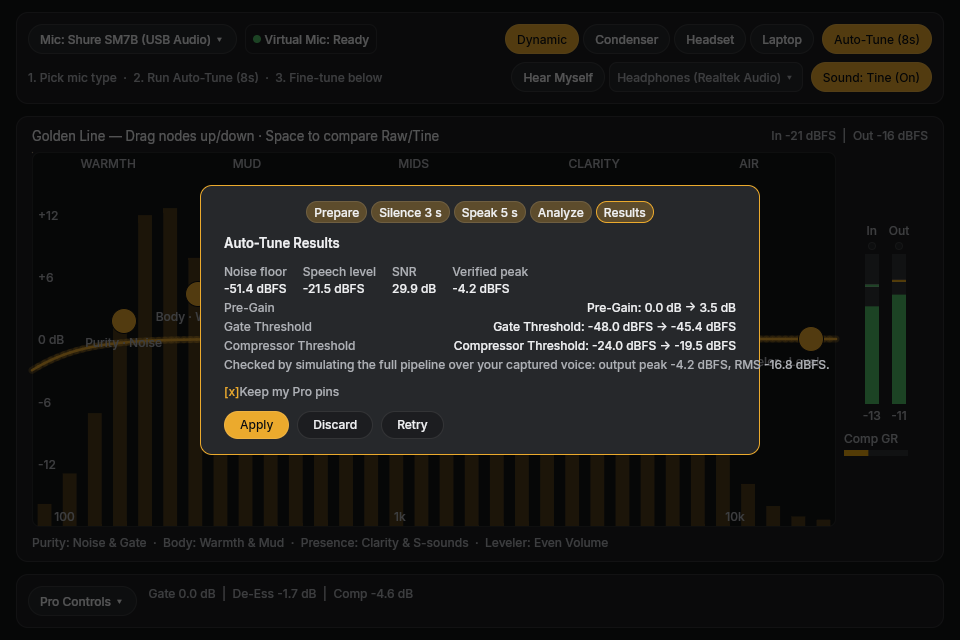 Mic: Shure SM7B (USB Audio) ▾
Virtual Mic: Ready
Dynamic
Condenser
Headset
Laptop
Auto-Tune (8s)
1. Pick mic type · 2. Run Auto-Tune (8s) · 3. Fine-tune below
Hear Myself
Headphones (Realtek Audio) ▾
Sound: Tine (On)
Golden Line — Drag nodes up/down · Space to compare Raw/Tine
In -21 dBFS | Out -16 dBFS
WARMTH MUD MIDS CLARITY AIR
+12
+6
0 dB
-6
-12
Purity · Noise
Body ·
100 1k 10k
Prepare
Silence 3 s
Speak 5 s
Analyze
Results
Auto-Tune Results
Noise floor Speech level SNR Verified peak
-51.4 dBFS -21.5 dBFS 29.9 dB -4.2 dBFS
Pre-Gain Pre-Gain: 0.0 dB → 3.5 dB
Gate Threshold Gate Threshold: -48.0 dBFS → -45.4 dBFS
Compressor Threshold Compressor Threshold: -24.0 dBFS → -19.5 dBFS
Checked by simulating the full pipeline over your captured voice: output peak -4.2 dBFS, RMS -16.8 dBFS.
[x]Keep my Pro pins
Apply
Discard
Retry
In Out
-13 -11
Comp GR
Purity: Noise & Gate · Body: Warmth & Mud · Presence: Clarity & S-sounds · Leveler: Even Volume
Pro Controls ▾
Gate 0.0 dB | De-Ess -1.7 dB | Comp -4.6 dB